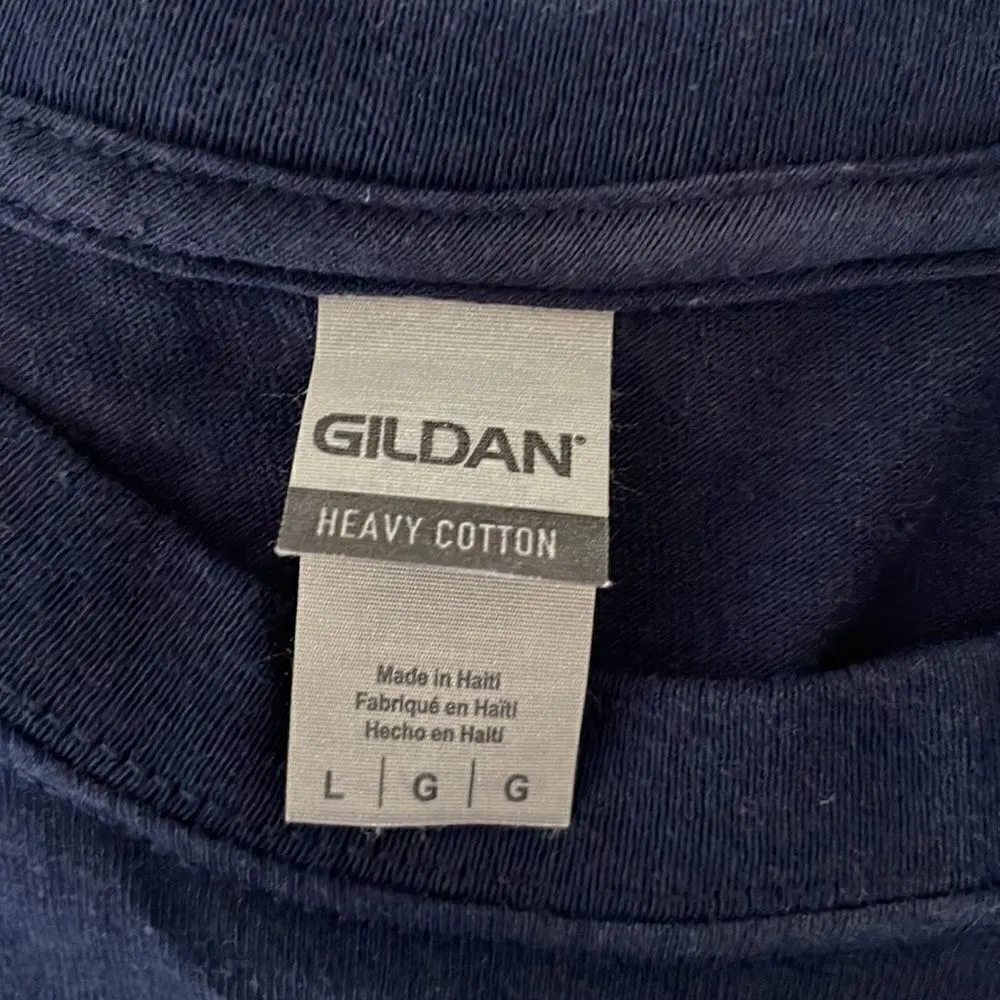 GILDAN®
HEAVY COTTON
Made in Haiti
Fabriqué en Haïti
Hecho en Haití
L | G | G